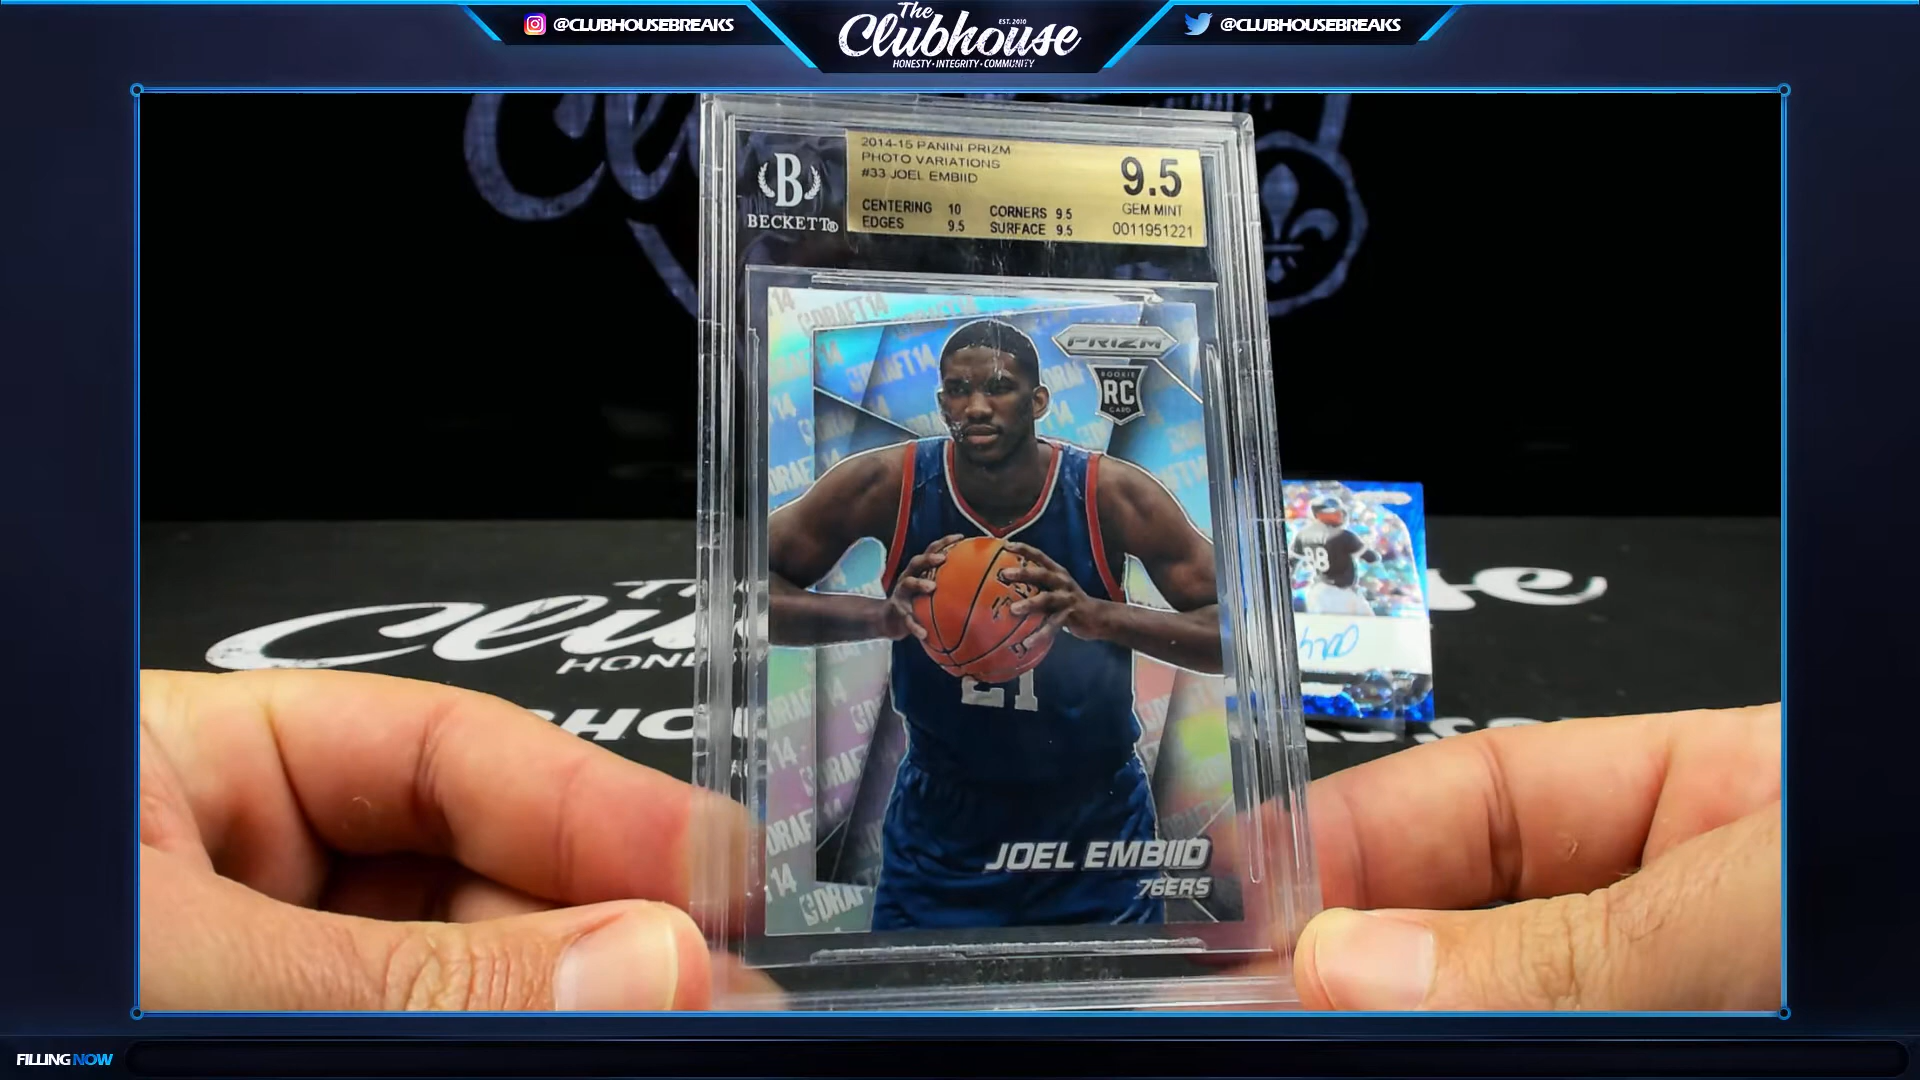 @CLUBHOUSEBREAKS
The
EST. 2010
Clubhouse
HONESTY • INTEGRITY • COMMUNITY
@CLUBHOUSEBREAKS
B
BECKETT®
2014-15 PANINI PRIZM
PHOTO VARIATIONS
#33 JOEL EMBIID
CENTERING 10 CORNERS 9.5
EDGES 9.5 SURFACE 9.5
9.5
GEM MINT
0011951221
DRAFT14
PRIZM
ROOKIE
RC
CARD
21
JOEL EMBIID
76ERS
88
FILLING NOW